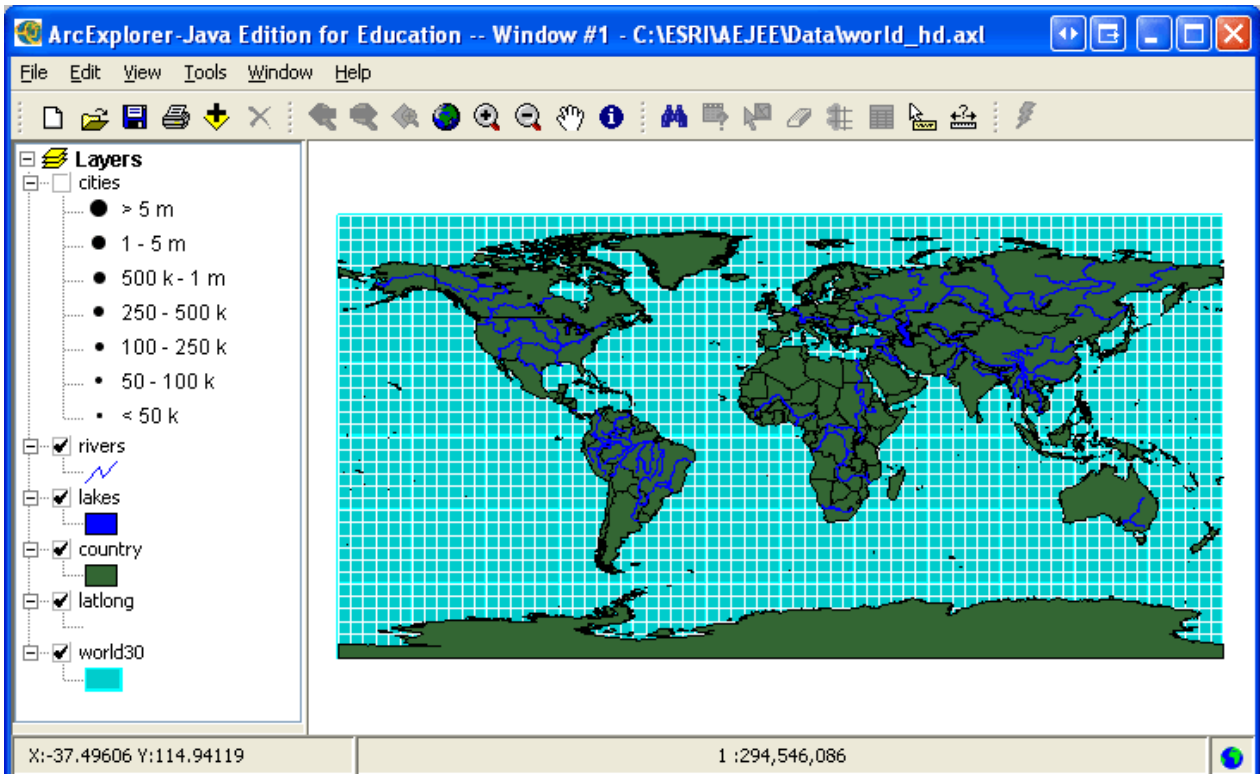 ArcExplorer-Java Edition for Education -- Window #1 - C:\ESRI\AEJEE\Data\world_hd.axl
File Edit View Tools Window Help
Layers
cities
> 5 m
1 - 5 m
500 k - 1 m
250 - 500 k
100 - 250 k
50 - 100 k
< 50 k
rivers
lakes
country
latlong
world30
X:-37.49606 Y:114.94119
1 :294,546,086